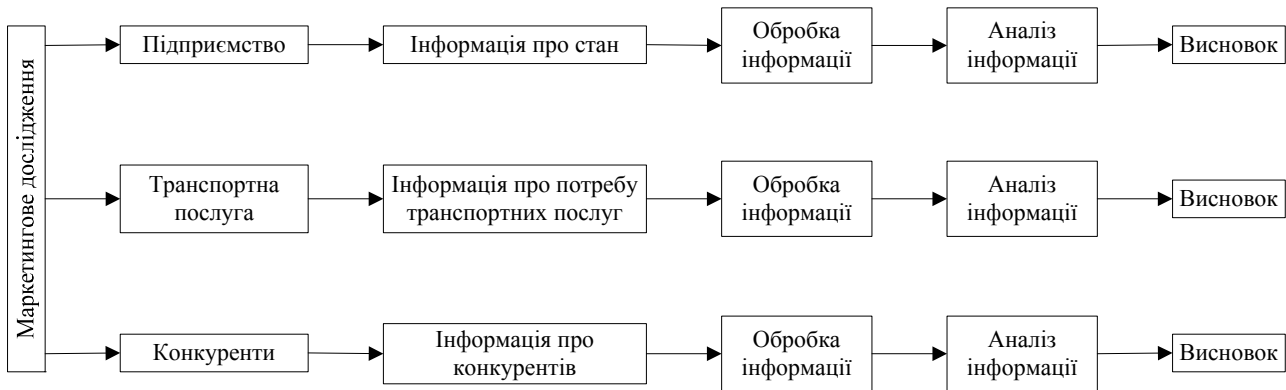 Маркетингове дослідження
Підприємство
Інформація про стан
Обробка
інформації
Аналіз
інформації
Висновок
Транспортна
послуга
Інформація про потребу
транспортних послуг
Обробка
інформації
Аналіз
інформації
Висновок
Конкуренти
Інформація про
конкурентів
Обробка
інформації
Аналіз
інформації
Висновок